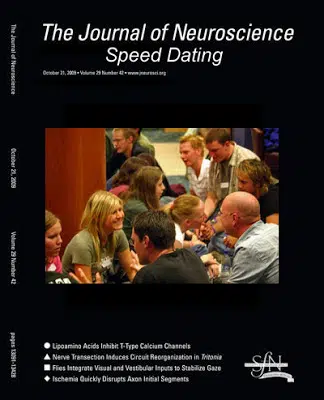 The Journal of Neuroscience
Speed Dating
October 21, 2009 • Volume 29 Number 42 • www.jneurosci.org
The Journal of Neuroscience
October 21, 2009
Volume 29 Number 42
pages
Lipoamino Acids Inhibit T-Type Calcium Channels
Nerve Transection Induces Circuit Reorganization in Tritonia
Flies Integrate Visual and Vestibular Inputs to Stabilize Gaze
Ischemia Quickly Disrupts Axon Initial Segments
SfN